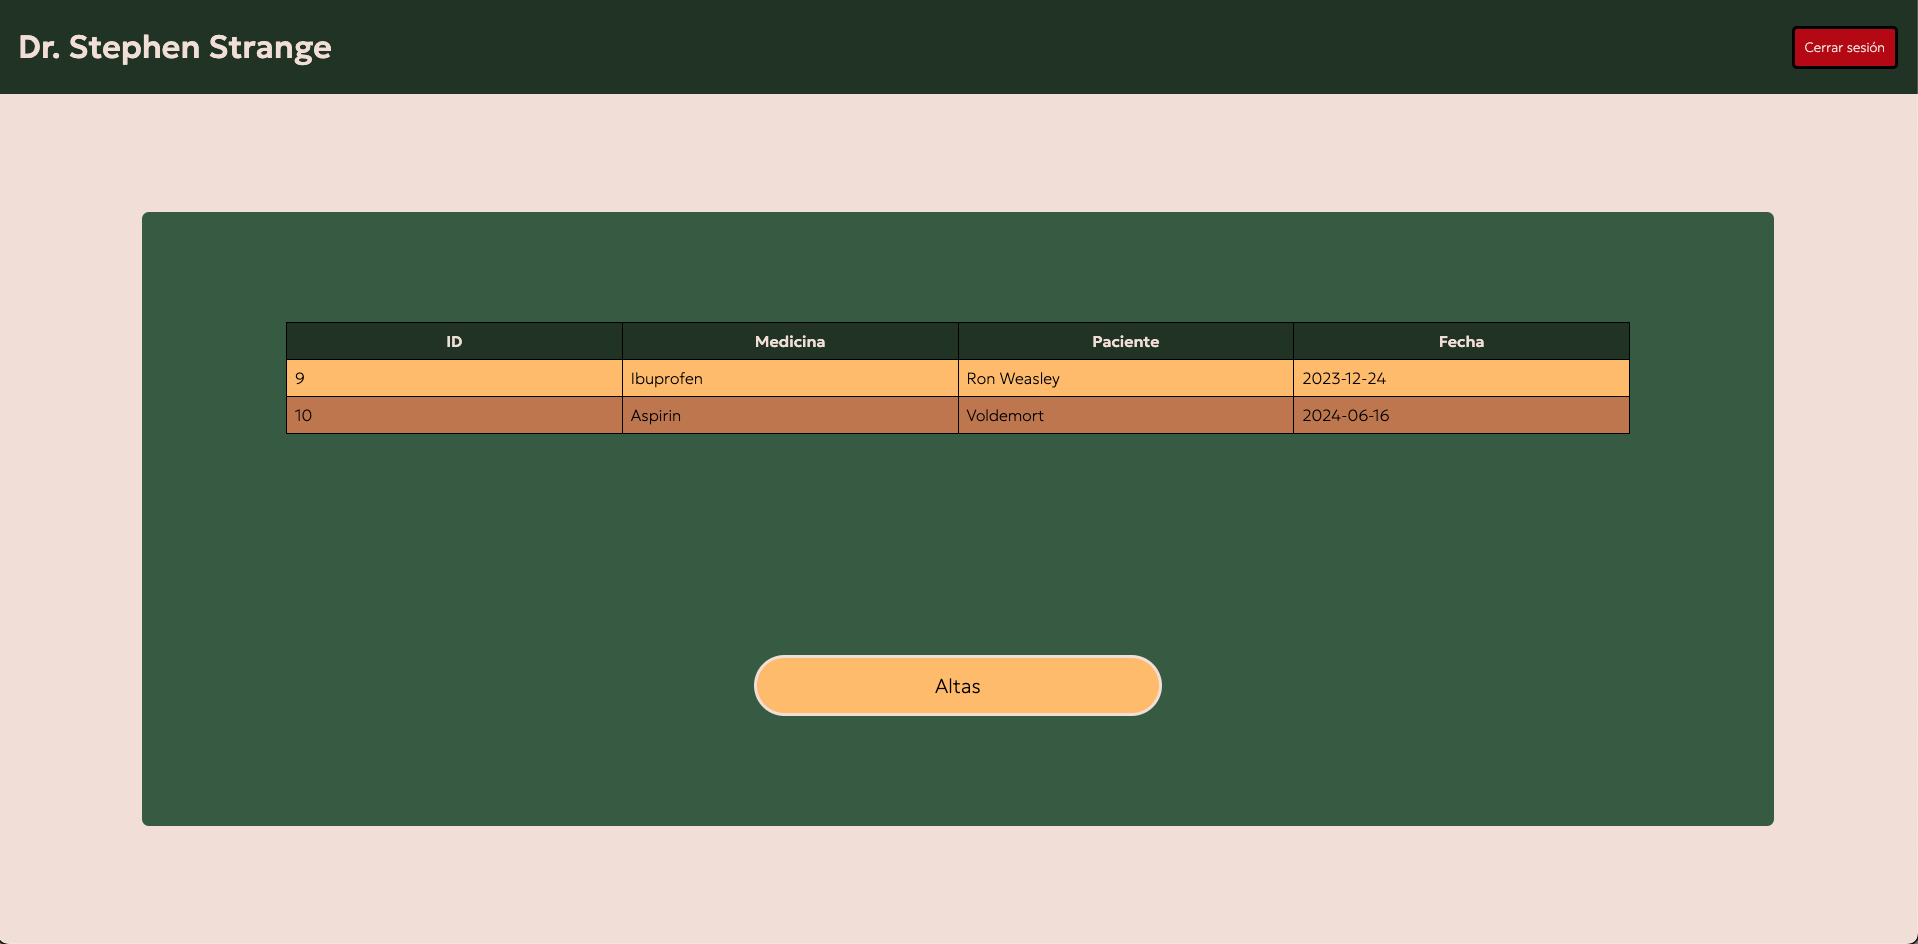 Dr. Stephen Strange
Cerrar sesión
ID Medicina Paciente Fecha
9 Ibuprofen Ron Weasley 2023-12-24
10 Aspirin Voldemort 2024-06-16
Altas